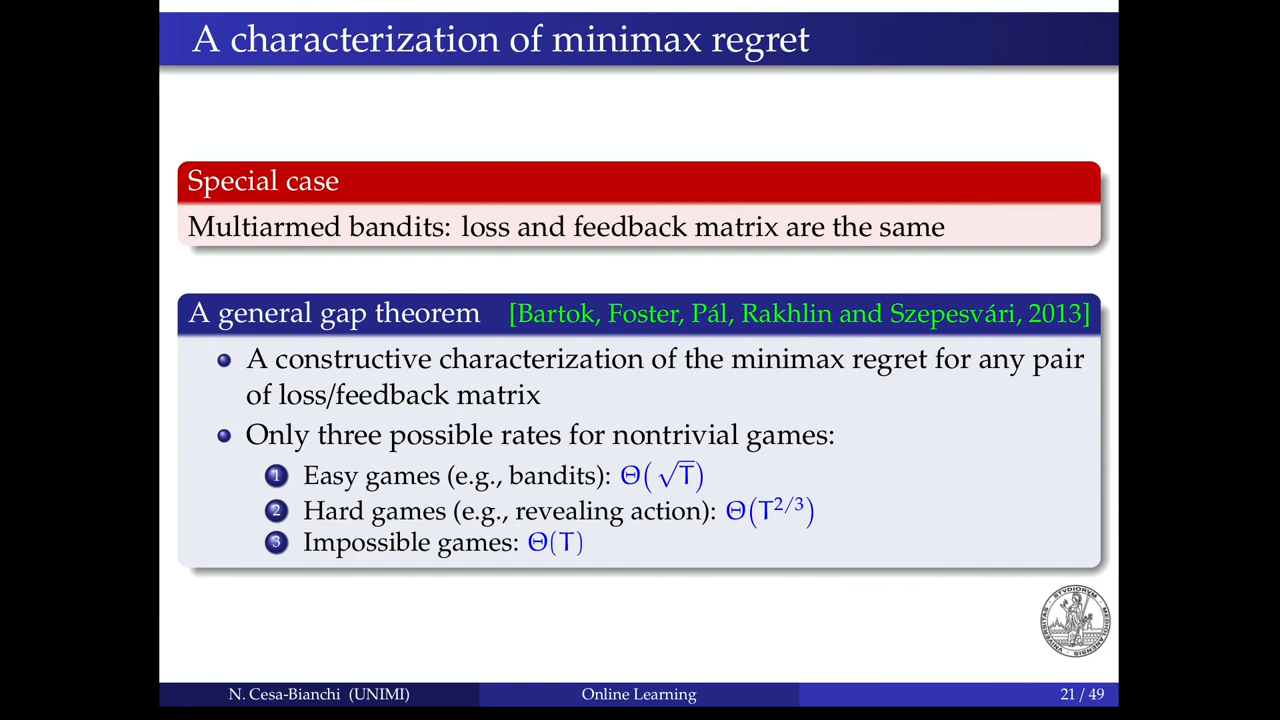 A characterization of minimax regret
Special case
Multiarmed bandits: loss and feedback matrix are the same
A general gap theorem [Bartok, Foster, Pál, Rakhlin and Szepesvári, 2013]
A constructive characterization of the minimax regret for any pair
of loss/feedback matrix
Only three possible rates for nontrivial games:
1 Easy games (e.g., bandits): Θ(√T)
2 Hard games (e.g., revealing action): Θ(T^{2/3})
3 Impossible games: Θ(T)
UNIVERSITAS STUDIORUM MEDIOLANENSIS
N. Cesa-Bianchi (UNIMI) Online Learning 21 / 49